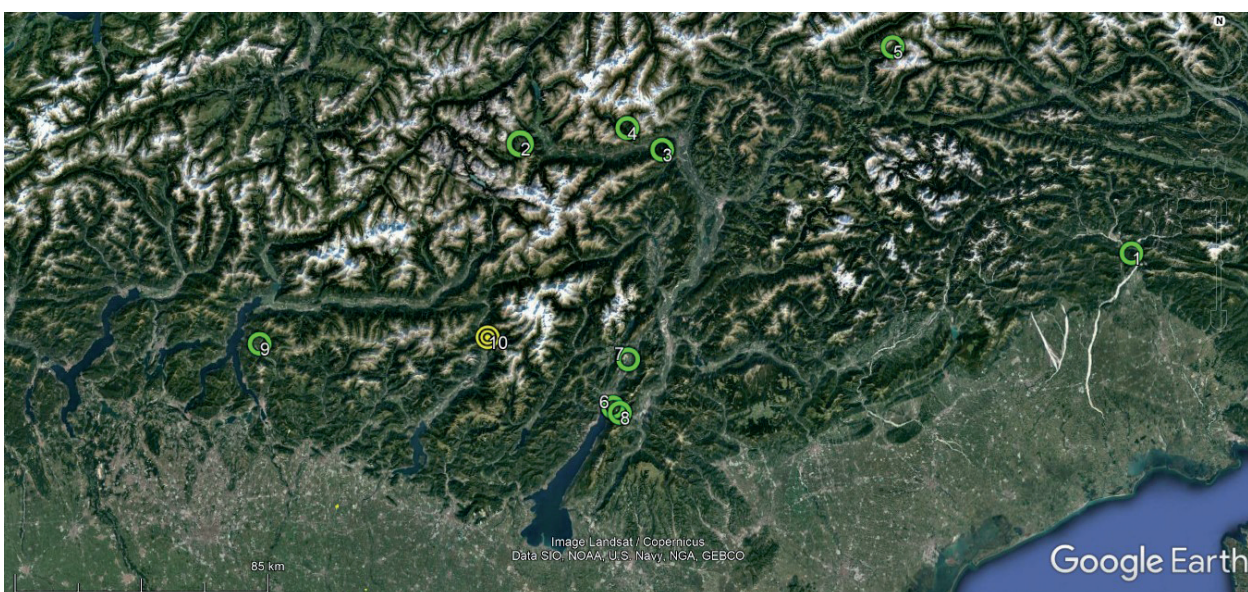 N
5
4
2
3
1
10
9
7
6
8
Image Landsat / Copernicus
Data SIO, NOAA, U.S. Navy, NGA, GEBCO
85 km
Google Earth